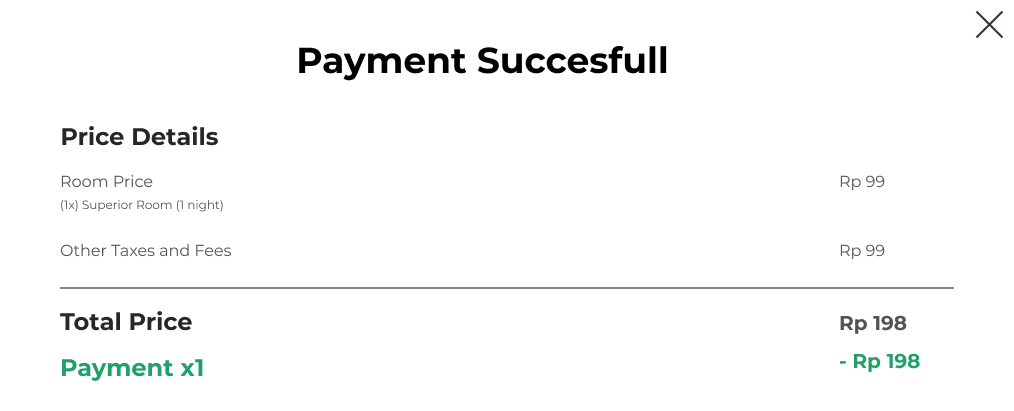 Payment Succesfull
Price Details
Room Price Rp 99
(1x) Superior Room (1 night)
Other Taxes and Fees Rp 99
Total Price Rp 198
Payment x1 - Rp 198